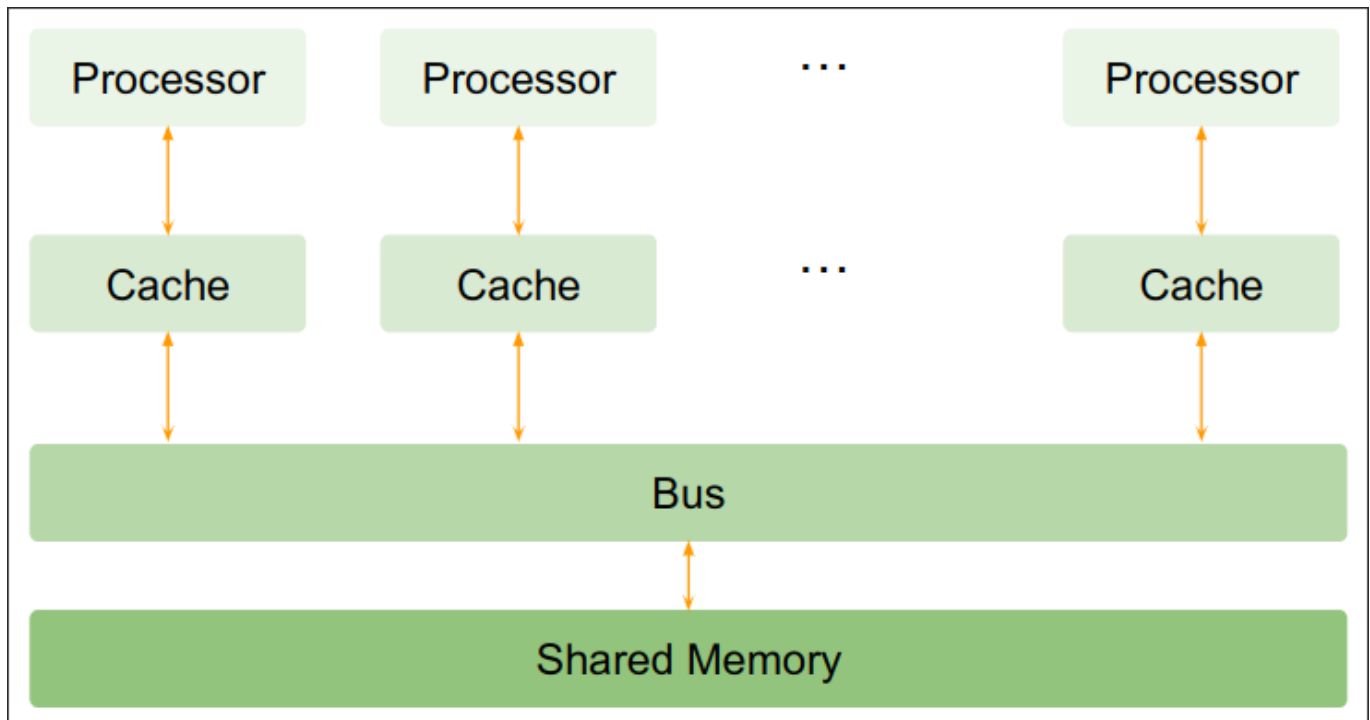 Processor Processor ... Processor
Cache Cache ... Cache
Bus
Shared Memory